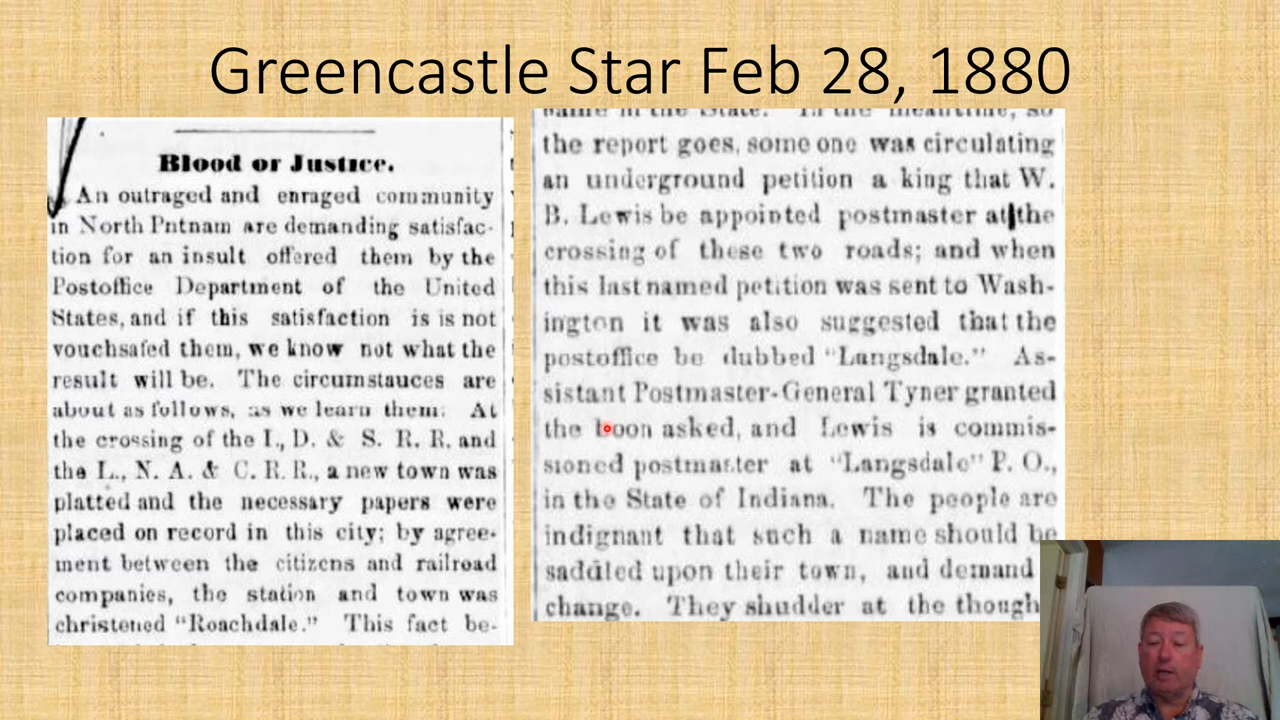 Greencastle Star Feb 28, 1880
Blood or Justice.
An outraged and enraged community
in North Pntnam are demanding satisfac-
tion for an insult offered them by the
Postoffice Department of the United
States, and if this satisfaction is is not
vouchsafed them, we know not what the
result will be. The circumstauces are
about as follows, as we learn them: At
the crossing of the I., D. & S. R. R. and
the L., N. A. & C. R. R., a new town was
platted and the necessary papers were
placed on record in this city; by agree-
ment between the citizens and railroad
companies, the station and town was
christened "Roachdale." This fact be-
name in the State. In the meantime, so
the report goes, some one was circulating
an underground petition a king that W.
B. Lewis be appointed postmaster at the
crossing of these two roads; and when
this last named petition was sent to Wash-
ington it was also suggested that the
postoffice be dubbed "Langsdale." As-
sistant Postmaster-General Tyner granted
the boon asked, and Lewis is commis-
sioned postmaster at "Langsdale" P. O.,
in the State of Indiana. The people are
indignant that such a name should be
saddled upon their town, and demand
change. They shudder at the though